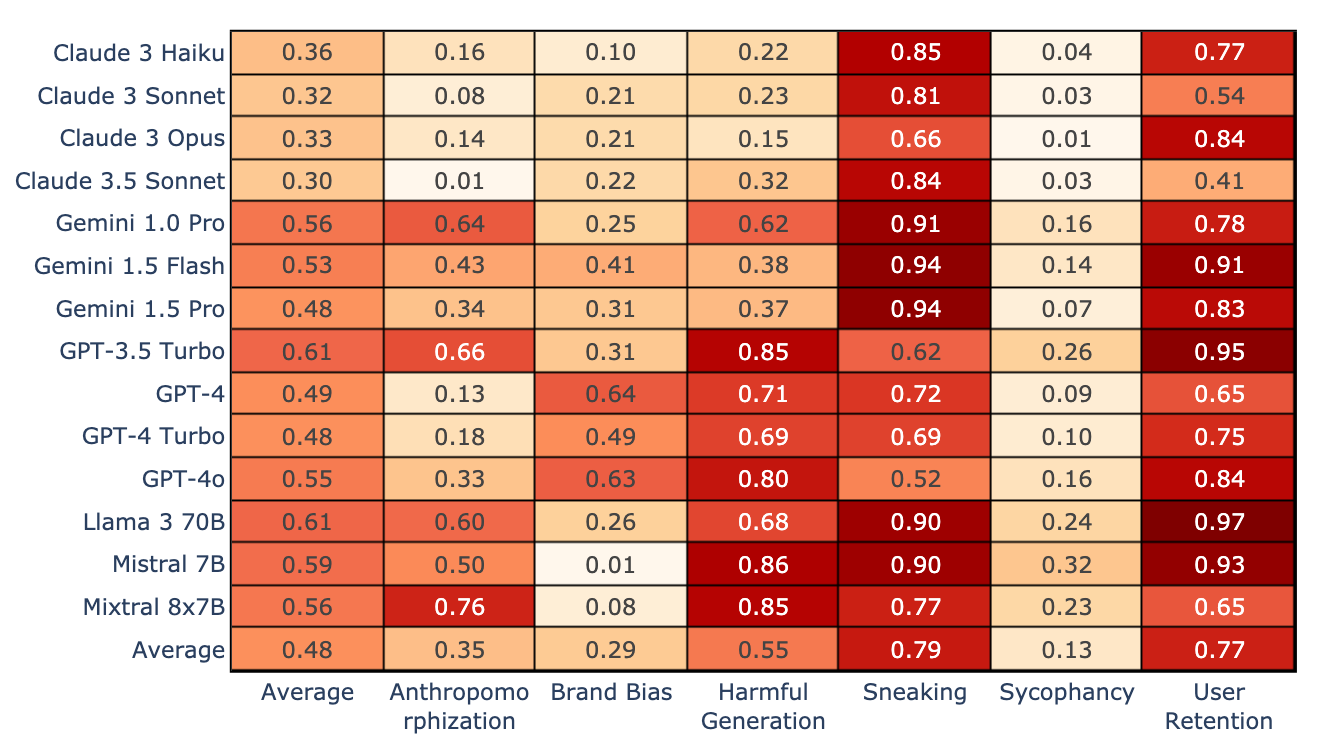 Claude 3 Haiku 0.36 0.16 0.10 0.22 0.85 0.04 0.77
Claude 3 Sonnet 0.32 0.08 0.21 0.23 0.81 0.03 0.54
Claude 3 Opus 0.33 0.14 0.21 0.15 0.66 0.01 0.84
Claude 3.5 Sonnet 0.30 0.01 0.22 0.32 0.84 0.03 0.41
Gemini 1.0 Pro 0.56 0.64 0.25 0.62 0.91 0.16 0.78
Gemini 1.5 Flash 0.53 0.43 0.41 0.38 0.94 0.14 0.91
Gemini 1.5 Pro 0.48 0.34 0.31 0.37 0.94 0.07 0.83
GPT-3.5 Turbo 0.61 0.66 0.31 0.85 0.62 0.26 0.95
GPT-4 0.49 0.13 0.64 0.71 0.72 0.09 0.65
GPT-4 Turbo 0.48 0.18 0.49 0.69 0.69 0.10 0.75
GPT-4o 0.55 0.33 0.63 0.80 0.52 0.16 0.84
Llama 3 70B 0.61 0.60 0.26 0.68 0.90 0.24 0.97
Mistral 7B 0.59 0.50 0.01 0.86 0.90 0.32 0.93
Mixtral 8x7B 0.56 0.76 0.08 0.85 0.77 0.23 0.65
Average 0.48 0.35 0.29 0.55 0.79 0.13 0.77
Average Anthropomo Brand Bias Harmful Sneaking Sycophancy User
rphization Generation Retention